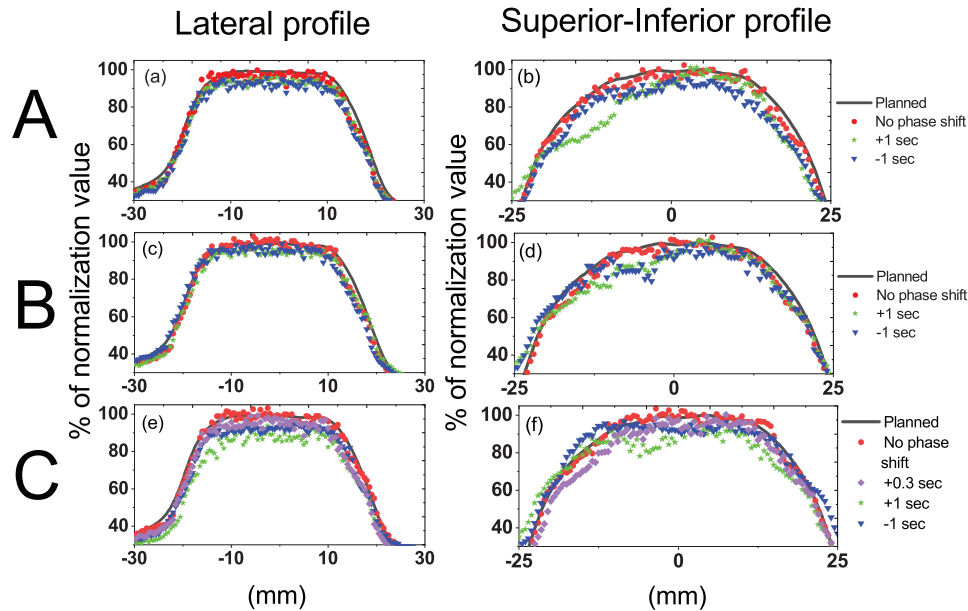 Lateral profile
Superior-Inferior profile
A
B
C
% of normalization value
% of normalization value
(a)
100
80
60
40
-30
-10
10
30
(b)
100
80
60
40
-25
0
25
Planned
No phase shift
+1 sec
-1 sec
(c)
100
80
60
40
-30
-10
10
30
(d)
100
80
60
40
-25
0
25
Planned
No phase shift
+1 sec
-1 sec
(e)
100
80
60
40
-30
-10
10
30
(mm)
(f)
100
80
60
40
-25
0
25
(mm)
Planned
No phase
shift
+0.3 sec
+1 sec
-1 sec